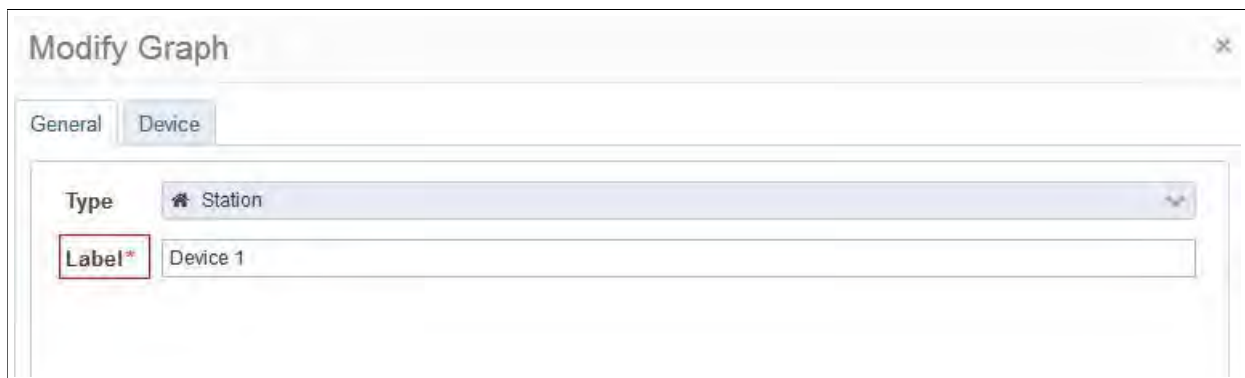 Modify Graph
General Device
Type Station
Label* Device 1